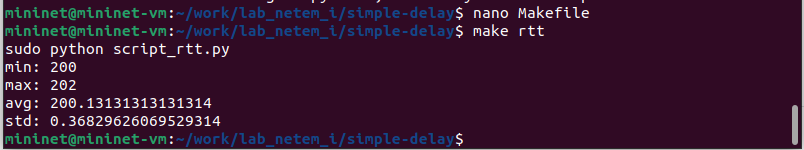 mininet@mininet-vm:~/work/lab_netem_i/simple-delay$ nano Makefile
mininet@mininet-vm:~/work/lab_netem_i/simple-delay$ make rtt
sudo python script_rtt.py
min: 200
max: 202
avg: 200.13131313131314
std: 0.36829626069529314
mininet@mininet-vm:~/work/lab_netem_i/simple-delay$